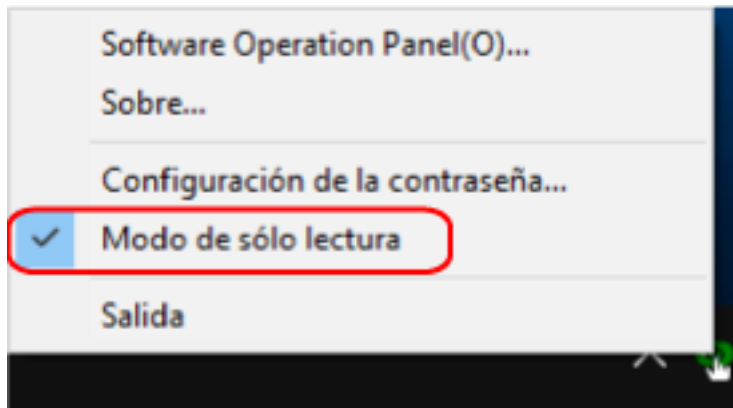 Software Operation Panel(O)...
Sobre...
Configuración de la contraseña...
Modo de sólo lectura
Salida